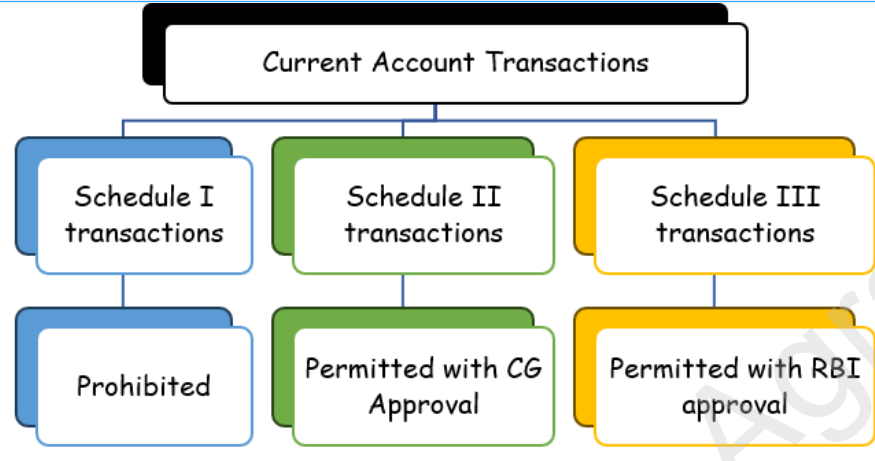 Current Account Transactions
Schedule I
transactions
Schedule II
transactions
Schedule III
transactions
Prohibited
Permitted with CG
Approval
Permitted with RBI
approval
Agr